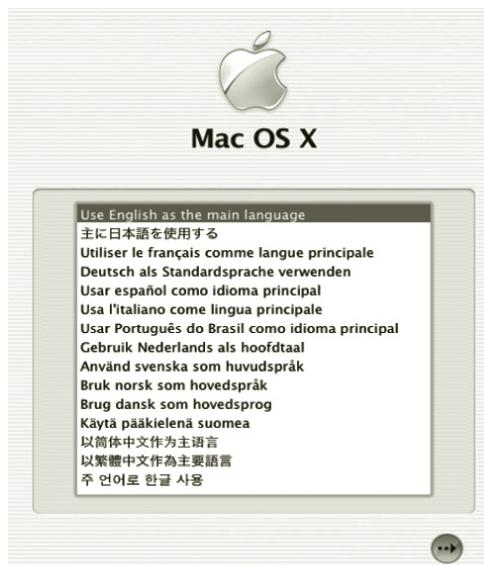 Mac OS X
Use English as the main language
主に日本語を使用する
Utiliser le français comme langue principale
Deutsch als Standardsprache verwenden
Usar español como idioma principal
Usa l'italiano come lingua principale
Usar Português do Brasil como idioma principal
Gebruik Nederlands als hoofdtaal
Använd svenska som huvudspråk
Bruk norsk som hovedspråk
Brug dansk som hovedsprog
Käytä pääkielenä suomea
以简体中文作为主语言
以繁體中文作為主要語言
주 언어로 한글 사용